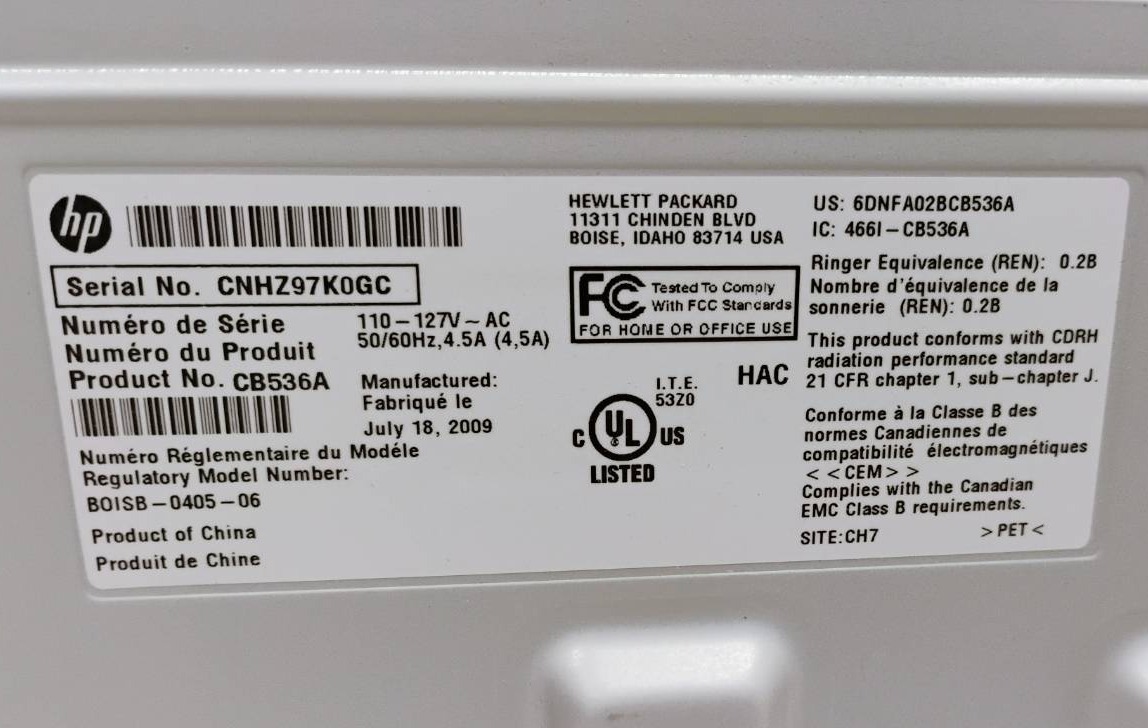 hp
Serial No. CNHZ97K0GC
Numéro de Série
Numéro du Produit
Product No. CB536A
110-127V~AC
50/60Hz,4.5A (4,5A)
Manufactured:
Fabriqué le
July 18, 2009
Numéro Réglementaire du Modéle
Regulatory Model Number:
BOISB-0405-06
Product of China
Produit de Chine
HEWLETT PACKARD
11311 CHINDEN BLVD
BOISE, IDAHO 83714 USA
FC Tested To Comply
With FCC Standards
FOR HOME OR OFFICE USE
I.T.E.
53Z0
C UL US
LISTED
HAC
US: 6DNFA02BCB536A
IC: 466I-CB536A
Ringer Equivalence (REN): 0.2B
Nombre d'équivalence de la
sonnerie (REN): 0.2B
This product conforms with CDRH
radiation performance standard
21 CFR chapter 1, sub-chapter J.
Conforme à la Classe B des
normes Canadiennes de
compatibilité électromagnétiques
<<CEM>>
Complies with the Canadian
EMC Class B requirements.
SITE:CH7 >PET<